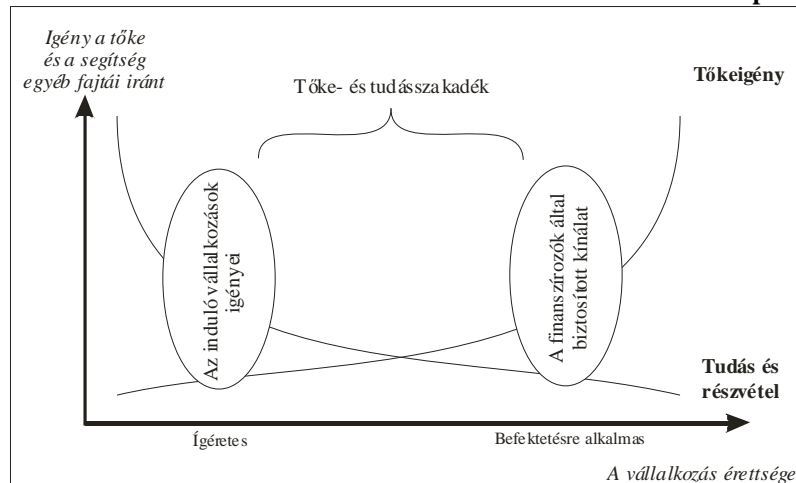 Igény a tőke
és a segítség
egyéb fajtái iránt
Tőke- és tudásszakadék
Tőkeigény
Az induló vállalkozások
igényei
A finanszírozók által
biztosított kínálat
Tudás és
részvétel
Ígéretes
Befektetésre alkalmas
A vállalkozás érettsége